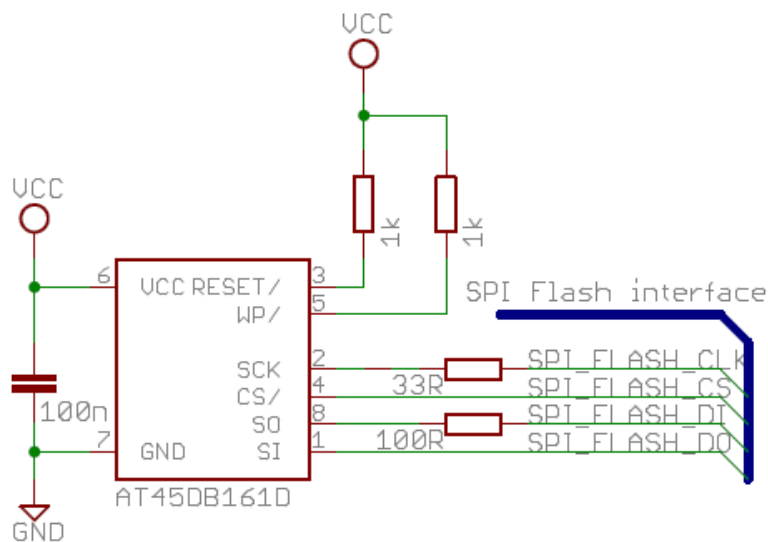 VCC
VCC
1k
1k
6
VCC
RESET/
3
WP/
5
SPI Flash interface
SCK
2
33R
SPI_FLASH_CLK
CS/
4
SPI_FLASH_CS
100n
SO
8
100R
SPI_FLASH_DI
7
GND
SI
1
SPI_FLASH_DO
AT45DB161D
GND